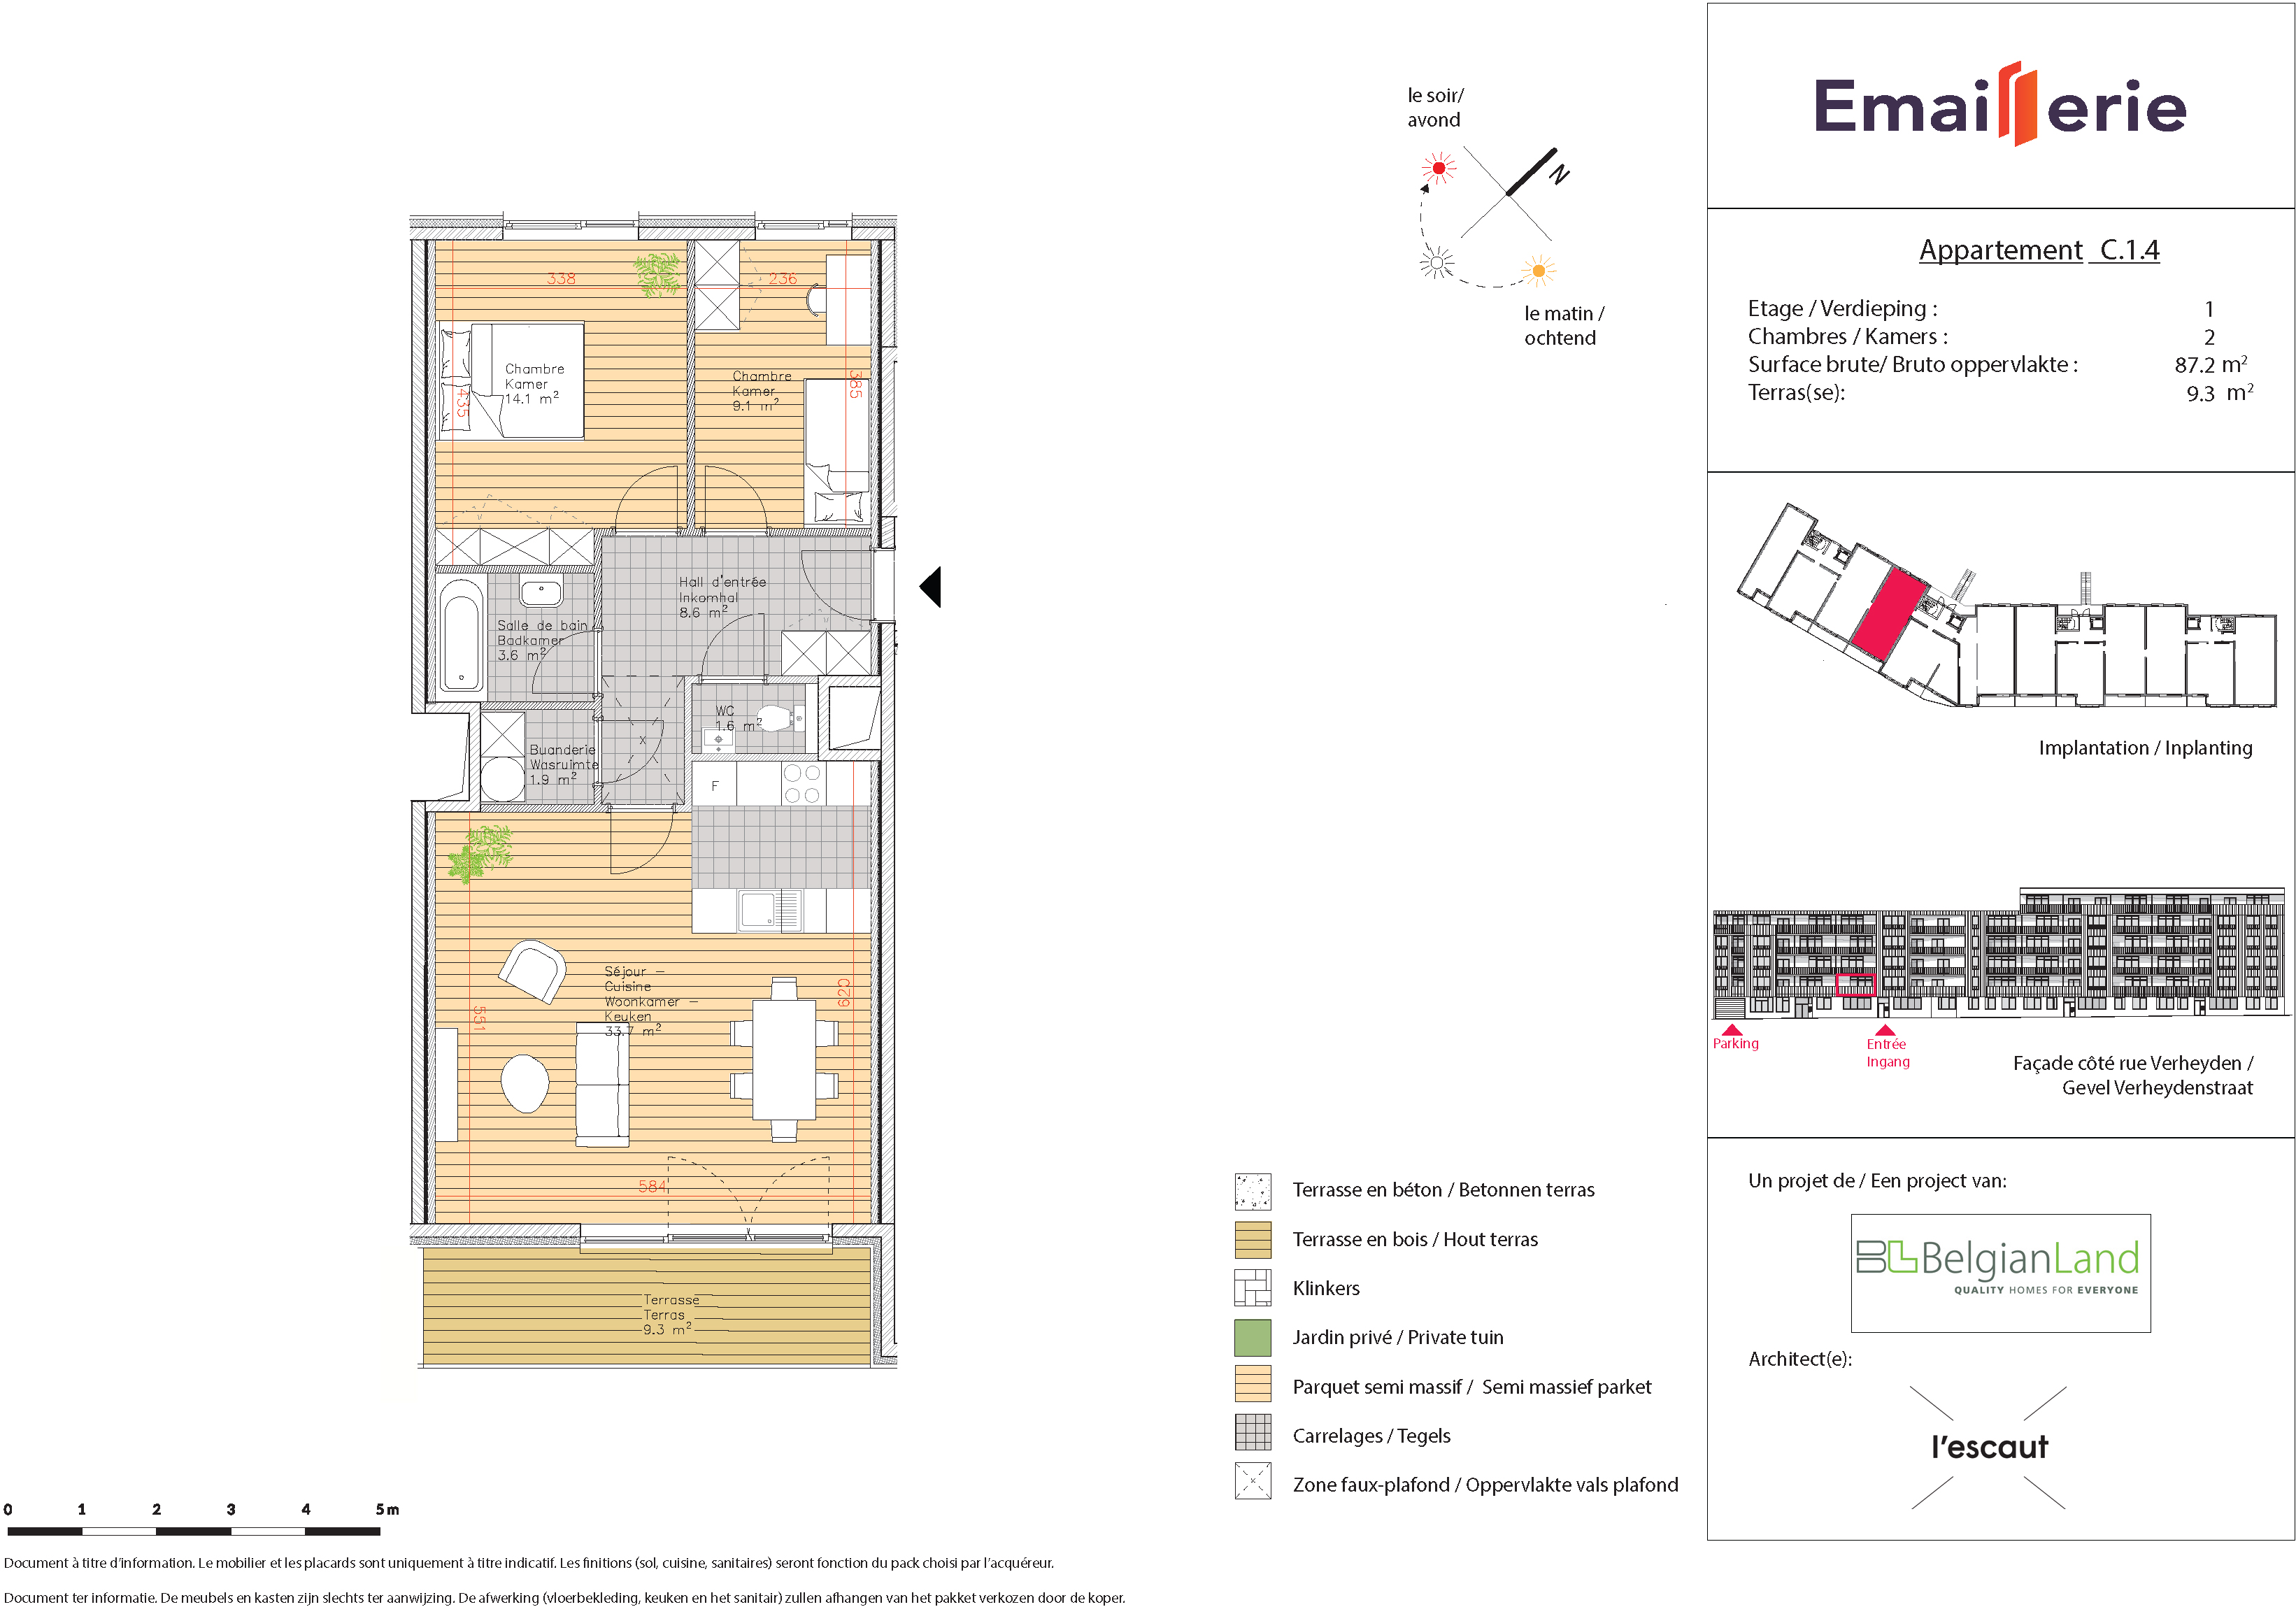 le soir/
avond
N
le matin /
ochtend
338
236
Chambre
Kamer
14.1 m²
435
Chambre
Kamer
9.1 m²
385
Hall d'entrée
Inkomhal
8.6 m²
Salle de bain
Badkamer
3.6 m²
WC
1.6 m²
X
Buanderie
Wasruimte
1.9 m²
F
Séjour –
Cuisine
Woonkamer –
Keuken
33.7 m²
551
620
584
Terrasse
Terras
9.3 m²
Terrasse en béton / Betonnen terras
Terrasse en bois / Hout terras
Klinkers
Jardin privé / Private tuin
Parquet semi massif / Semi massief parket
Carrelages / Tegels
Zone faux-plafond / Oppervlakte vals plafond
0 1 2 3 4 5 m
Document à titre d'information. Le mobilier et les placards sont uniquement à titre indicatif. Les finitions (sol, cuisine, sanitaires) seront fonction du pack choisi par l'acquéreur.
Document ter informatie. De meubels en kasten zijn slechts ter aanwijzing. De afwerking (vloerbekleding, keuken en het sanitair) zullen afhangen van het pakket verkozen door de koper.
Emaillerie
Appartement C.1.4
Etage / Verdieping : 1
Chambres / Kamers : 2
Surface brute/ Bruto oppervlakte : 87.2 m²
Terras(se): 9.3 m²
Implantation / Inplanting
Parking
Entrée
Ingang
Façade côté rue Verheyden /
Gevel Verheydenstraat
Un projet de / Een project van:
BelgianLand
QUALITY HOMES FOR EVERYONE
Architect(e):
l'escaut